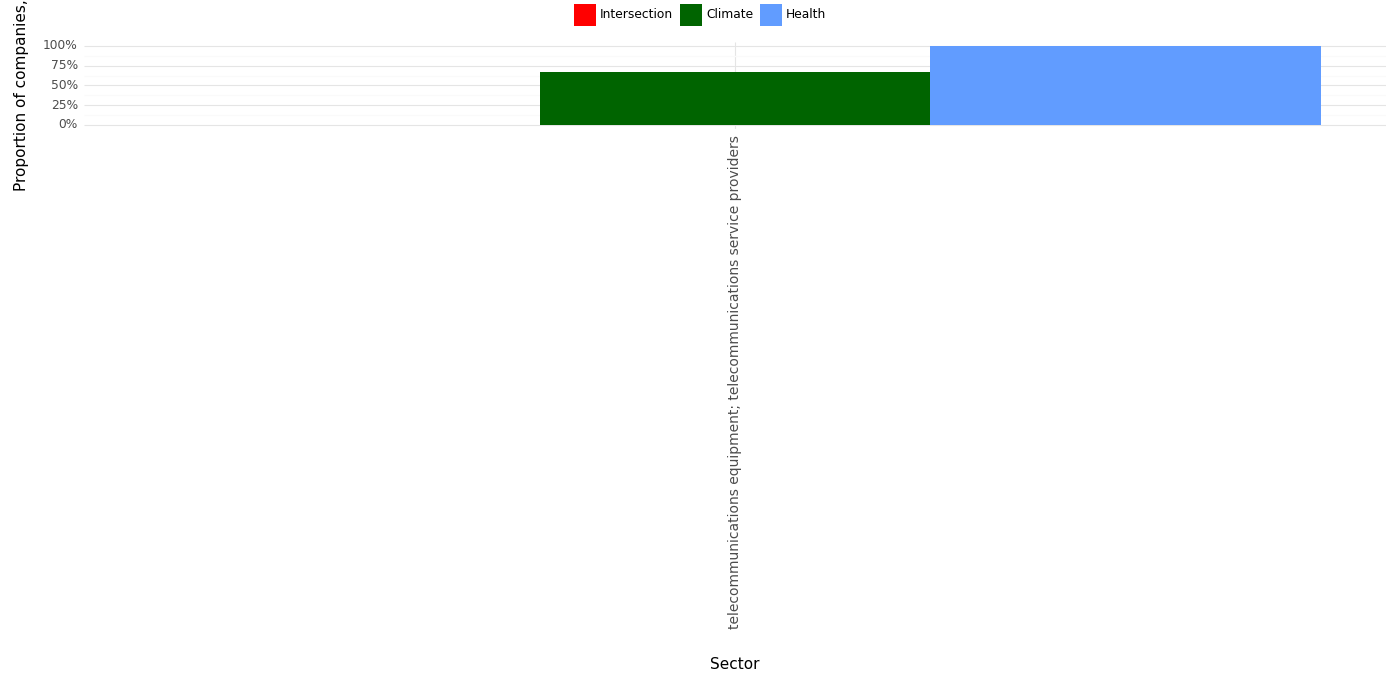 Intersection Climate Health
Proportion of companies,
100%
75%
50%
25%
0%
telecommunications equipment; telecommunications service providers
Sector